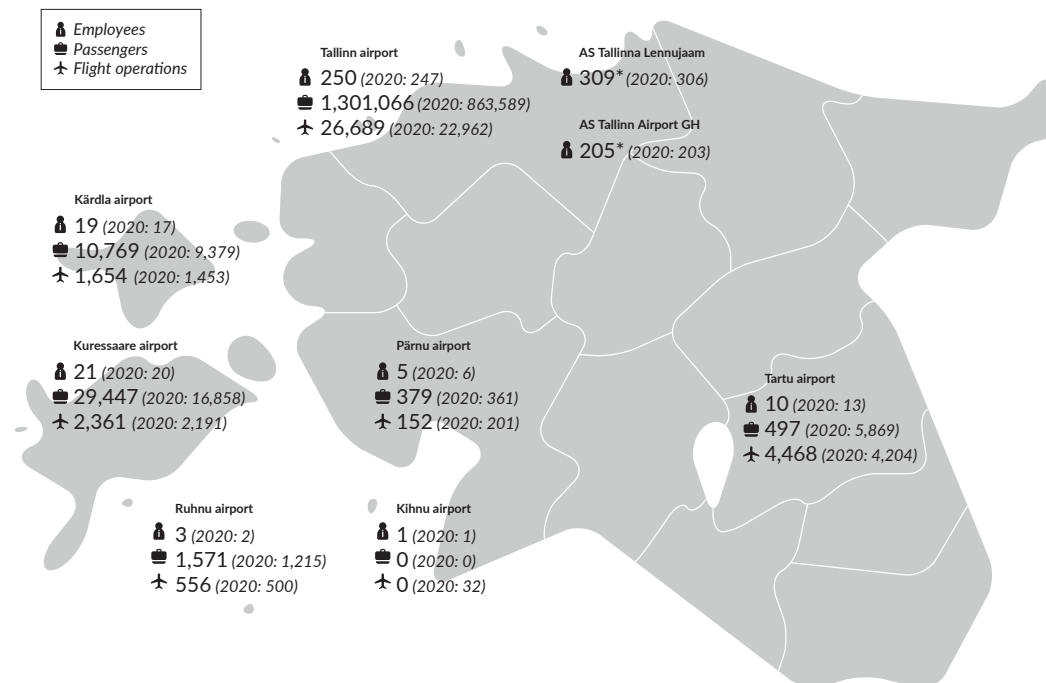 Employees
Passengers
Flight operations
Tallinn airport
250 (2020: 247)
1,301,066 (2020: 863,589)
26,689 (2020: 22,962)
AS Tallinna Lennujaam
309* (2020: 306)
AS Tallinn Airport GH
205* (2020: 203)
Kärdla airport
19 (2020: 17)
10,769 (2020: 9,379)
1,654 (2020: 1,453)
Kuressaare airport
21 (2020: 20)
29,447 (2020: 16,858)
2,361 (2020: 2,191)
Pärnu airport
5 (2020: 6)
379 (2020: 361)
152 (2020: 201)
Tartu airport
10 (2020: 13)
497 (2020: 5,869)
4,468 (2020: 4,204)
Ruhnu airport
3 (2020: 2)
1,571 (2020: 1,215)
556 (2020: 500)
Kihnu airport
1 (2020: 1)
0 (2020: 0)
0 (2020: 32)